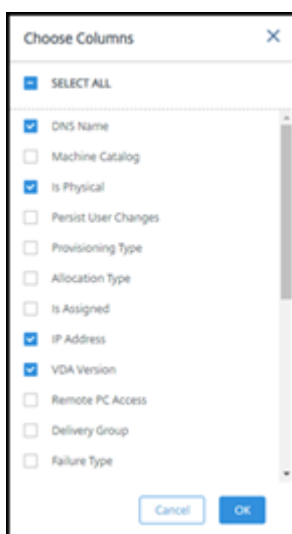 Choose Columns
SELECT ALL
DNS Name
Machine Catalog
Is Physical
Persist User Changes
Provisioning Type
Allocation Type
Is Assigned
IP Address
VDA Version
Remote PC Access
Delivery Group
Failure Type
Cancel
OK